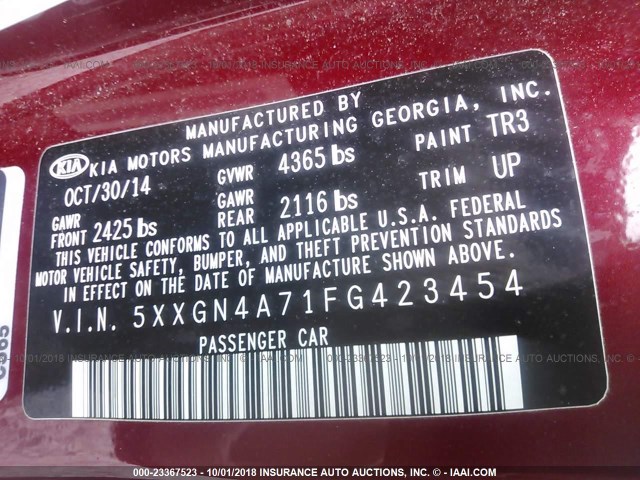 MANUFACTURED BY
KIA KIA MOTORS MANUFACTURING GEORGIA, INC.
OCT/30/14 GVWR 4365 lbs PAINT TR3
GAWR FRONT 2425 lbs GAWR REAR 2116 lbs TRIM UP
THIS VEHICLE CONFORMS TO ALL APPLICABLE U.S.A. FEDERAL
MOTOR VEHICLE SAFETY, BUMPER, AND THEFT PREVENTION STANDARDS
IN EFFECT ON THE DATE OF MANUFACTURE SHOWN ABOVE.
V.I.N. 5XXGN4A71FG423454
PASSENGER CAR
000-23367523 - 10/01/2018 INSURANCE AUTO AUCTIONS, INC. - © IAAI.COM